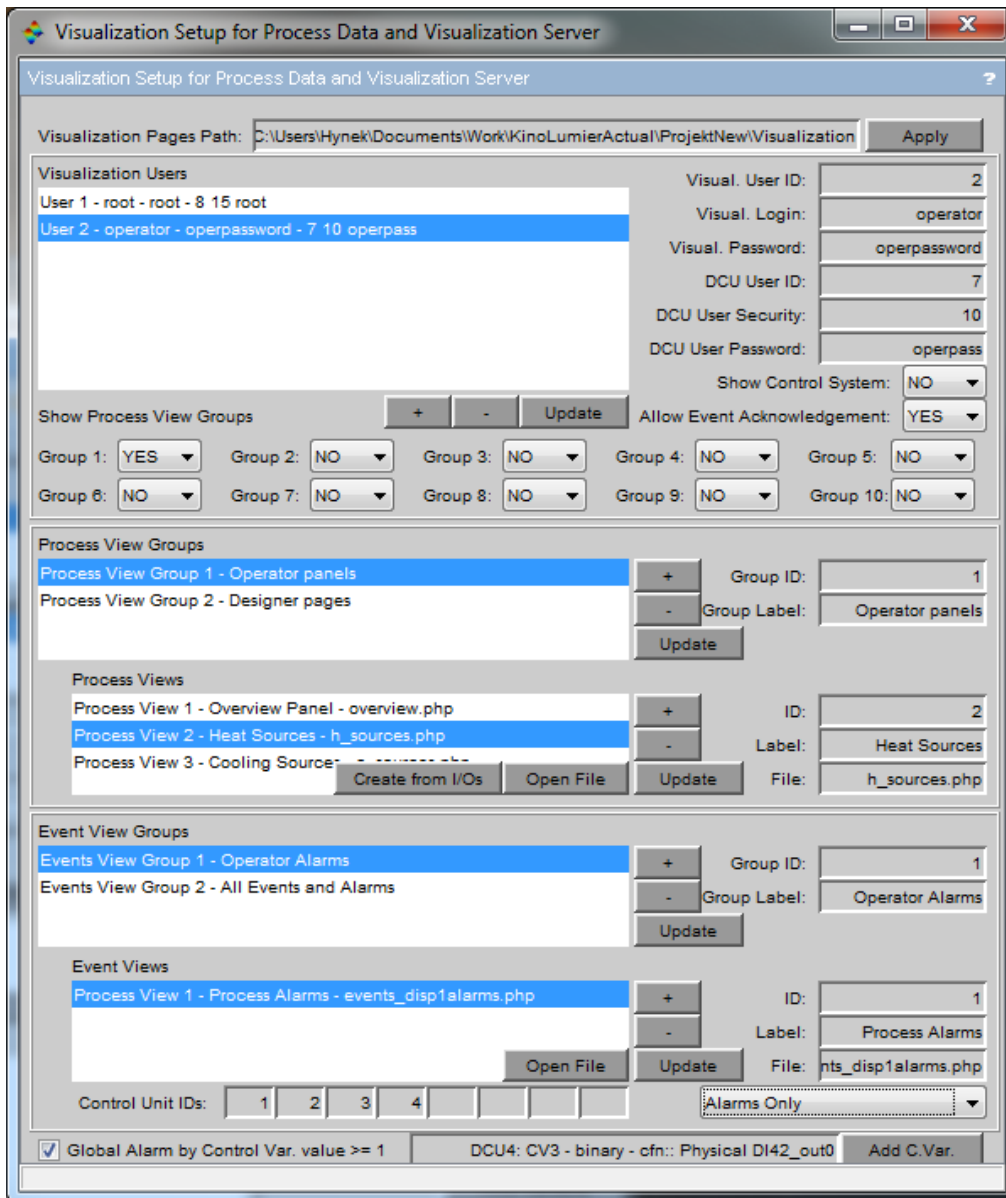 Visualization Setup for Process Data and Visualization Server
Visualization Setup for Process Data and Visualization Server ?
Visualization Pages Path: C:\Users\Hynek\Documents\Work\KinoLumierActual\ProjektNew\Visualization Apply
Visualization Users
User 1 - root - root - 8 15 root
User 2 - operator - operpassword - 7 10 operpass
Visual. User ID: 2
Visual. Login: operator
Visual. Password: operpassword
DCU User ID: 7
DCU User Security: 10
DCU User Password: operpass
Show Control System: NO
Show Process View Groups + - Update Allow Event Acknowledgement: YES
Group 1: YES Group 2: NO Group 3: NO Group 4: NO Group 5: NO
Group 6: NO Group 7: NO Group 8: NO Group 9: NO Group 10: NO
Process View Groups
Process View Group 1 - Operator panels + Group ID: 1
Process View Group 2 - Designer pages - Group Label: Operator panels
Update
Process Views
Process View 1 - Overview Panel - overview.php + ID: 2
Process View 2 - Heat Sources - h_sources.php - Label: Heat Sources
Process View 3 - Cooling Create from I/Os Open File Update File: h_sources.php
Event View Groups
Events View Group 1 - Operator Alarms + Group ID: 1
Events View Group 2 - All Events and Alarms - Group Label: Operator Alarms
Update
Event Views
Process View 1 - Process Alarms - events_disp1alarms.php + ID: 1
- Label: Process Alarms
Open File Update File: nts_disp1alarms.php
Control Unit IDs: 1 2 3 4 Alarms Only
Global Alarm by Control Var. value >= 1 DCU4: CV3 - binary - cfn:: Physical DI42_out0 Add C.Var.